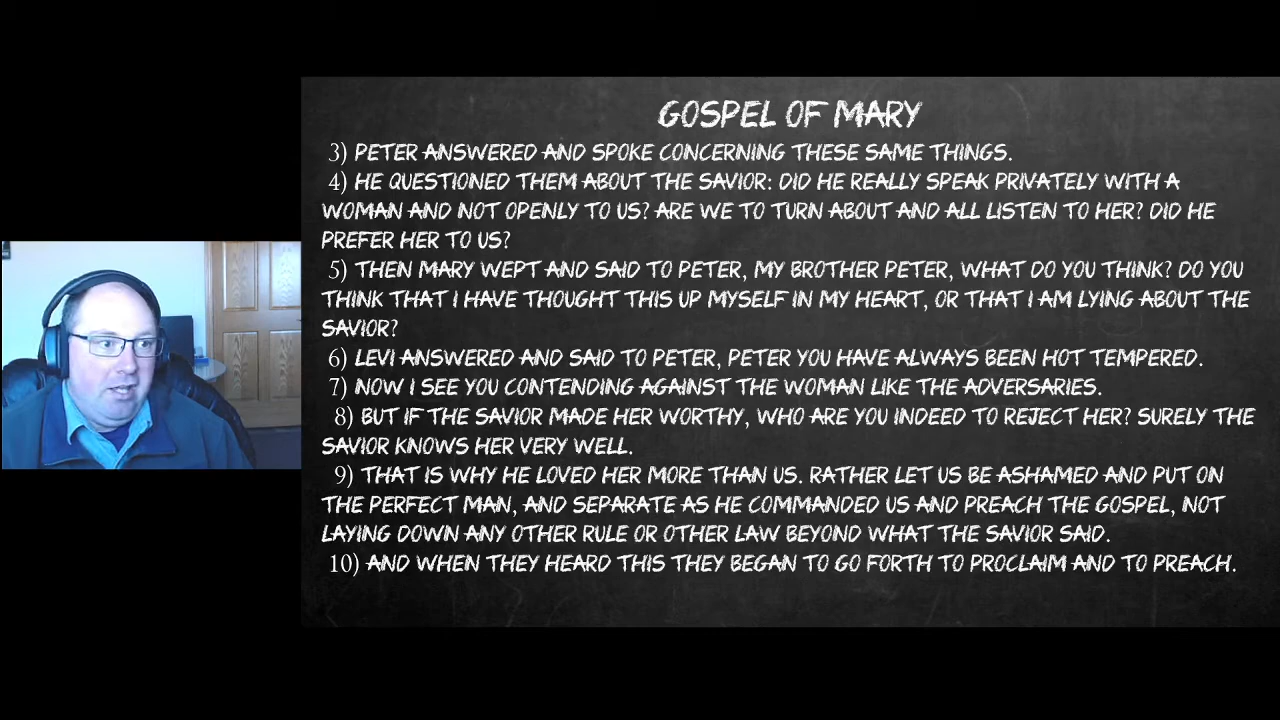 GOSPEL OF MARY
3) PETER ANSWERED AND SPOKE CONCERNING THESE SAME THINGS.
4) HE QUESTIONED THEM ABOUT THE SAVIOR: DID HE REALLY SPEAK PRIVATELY WITH A
WOMAN AND NOT OPENLY TO US? ARE WE TO TURN ABOUT AND ALL LISTEN TO HER? DID HE
PREFER HER TO US?
5) THEN MARY WEPT AND SAID TO PETER, MY BROTHER PETER, WHAT DO YOU THINK? DO YOU
THINK THAT I HAVE THOUGHT THIS UP MYSELF IN MY HEART, OR THAT I AM LYING ABOUT THE
SAVIOR?
6) LEVI ANSWERED AND SAID TO PETER, PETER YOU HAVE ALWAYS BEEN HOT TEMPERED.
7) NOW I SEE YOU CONTENDING AGAINST THE WOMAN LIKE THE ADVERSARIES.
8) BUT IF THE SAVIOR MADE HER WORTHY, WHO ARE YOU INDEED TO REJECT HER? SURELY THE
SAVIOR KNOWS HER VERY WELL.
9) THAT IS WHY HE LOVED HER MORE THAN US. RATHER LET US BE ASHAMED AND PUT ON
THE PERFECT MAN, AND SEPARATE AS HE COMMANDED US AND PREACH THE GOSPEL, NOT
LAYING DOWN ANY OTHER RULE OR OTHER LAW BEYOND WHAT THE SAVIOR SAID.
10) AND WHEN THEY HEARD THIS THEY BEGAN TO GO FORTH TO PROCLAIM AND TO PREACH.